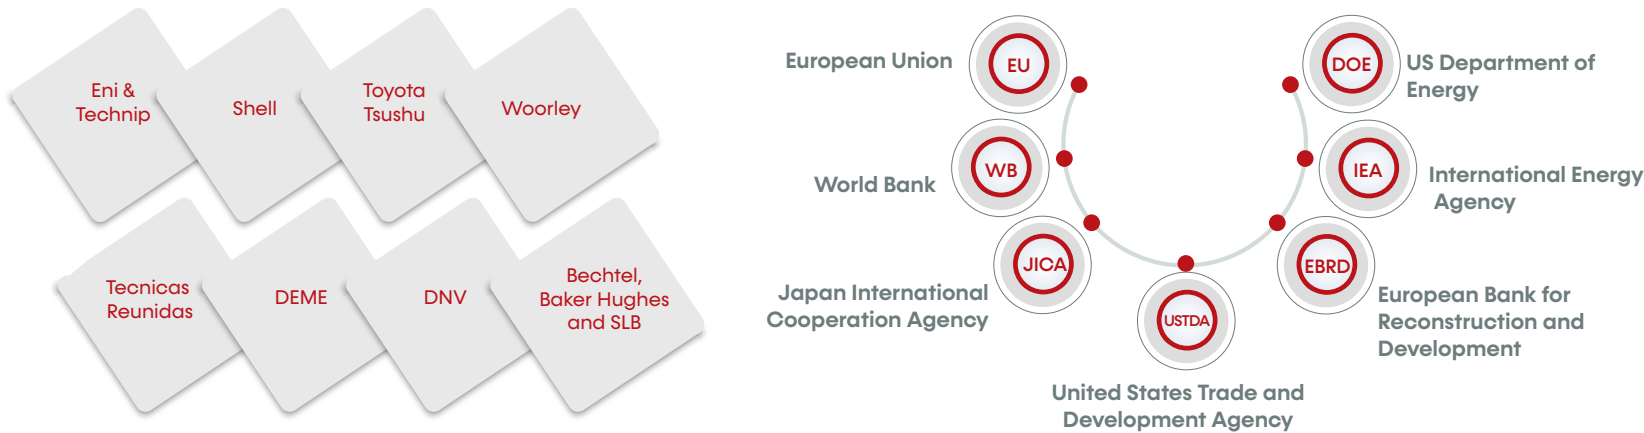 Eni &
Technip
Shell
Toyota
Tsushu
Woorley
Tecnicas
Reunidas
DEME
DNV
Bechtel,
Baker Hughes
and SLB
European Union
EU
World Bank
WB
JICA
Japan International
Cooperation Agency
USTDA
United States Trade and
Development Agency
EBRD
European Bank for
Reconstruction and
Development
IEA
International Energy
Agency
DOE
US Department of
Energy